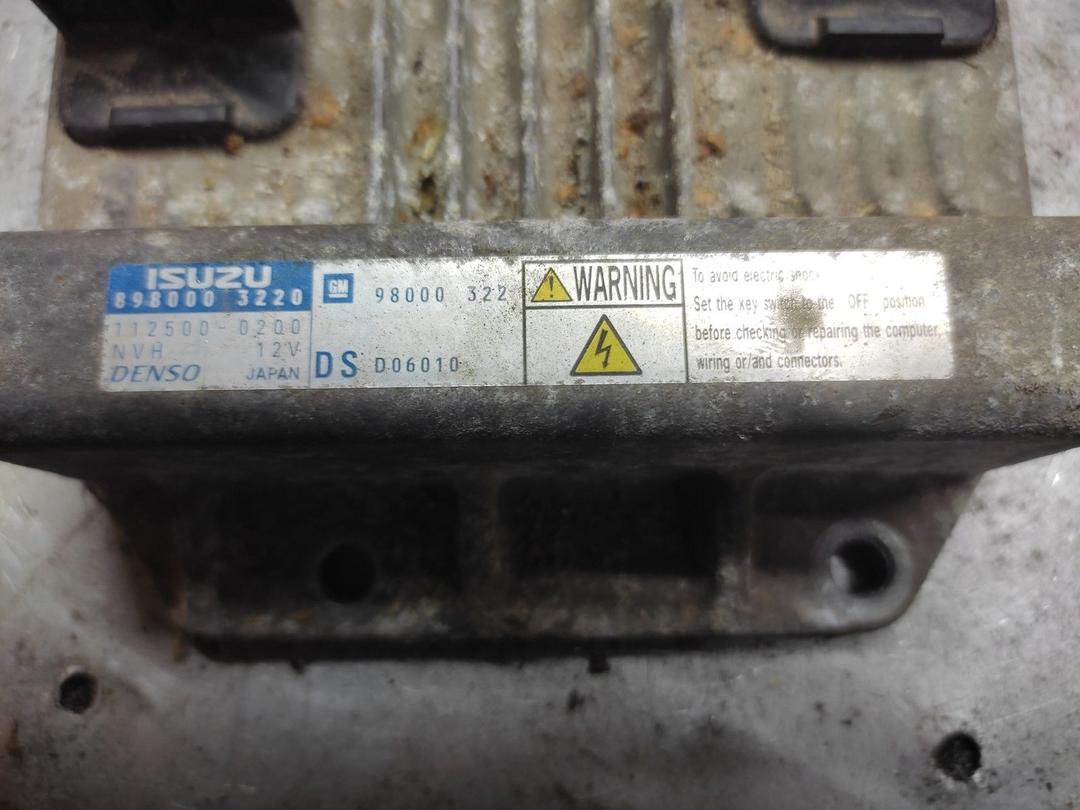 ISUZU
898000 3220
112500-0200
NVH 12V
DENSO JAPAN
GM 98000 322
DS D06010
WARNING
To avoid electric
Set the key switch to the OFF position
before checking or repairing the computer,
wiring or/and connectors.